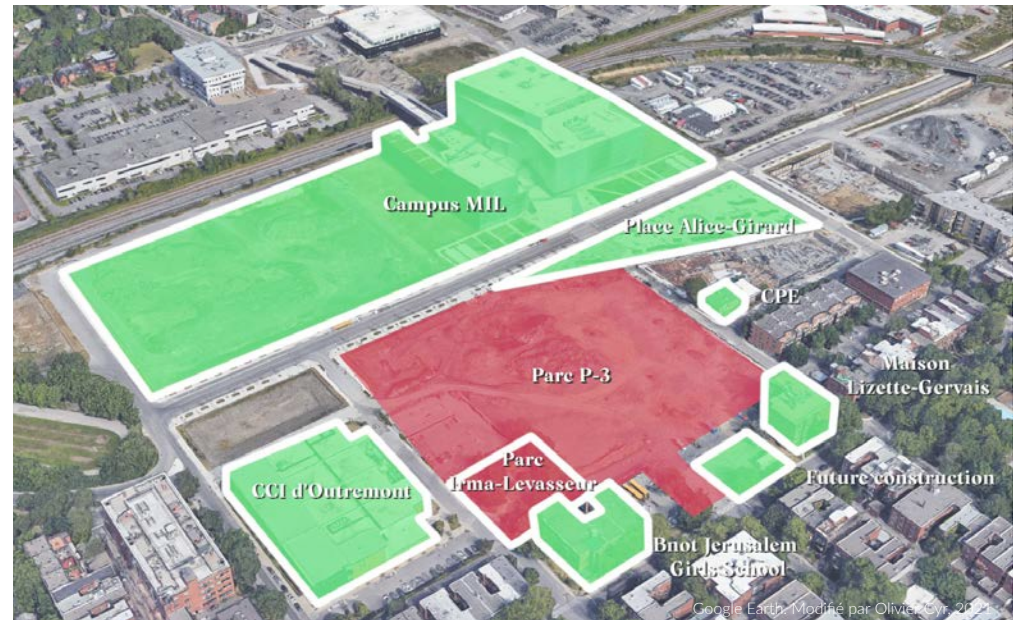 Campus MIL
Place Alice-Girard
CPE
Parc P-3
Maison
Lizette-Gervais
Parc
Irma-Levasseur
CCI d'Outremont
Future construction
Bnot Jerusalem
Girls School
Google Earth. Modifié par Olivier Cyr. 2021